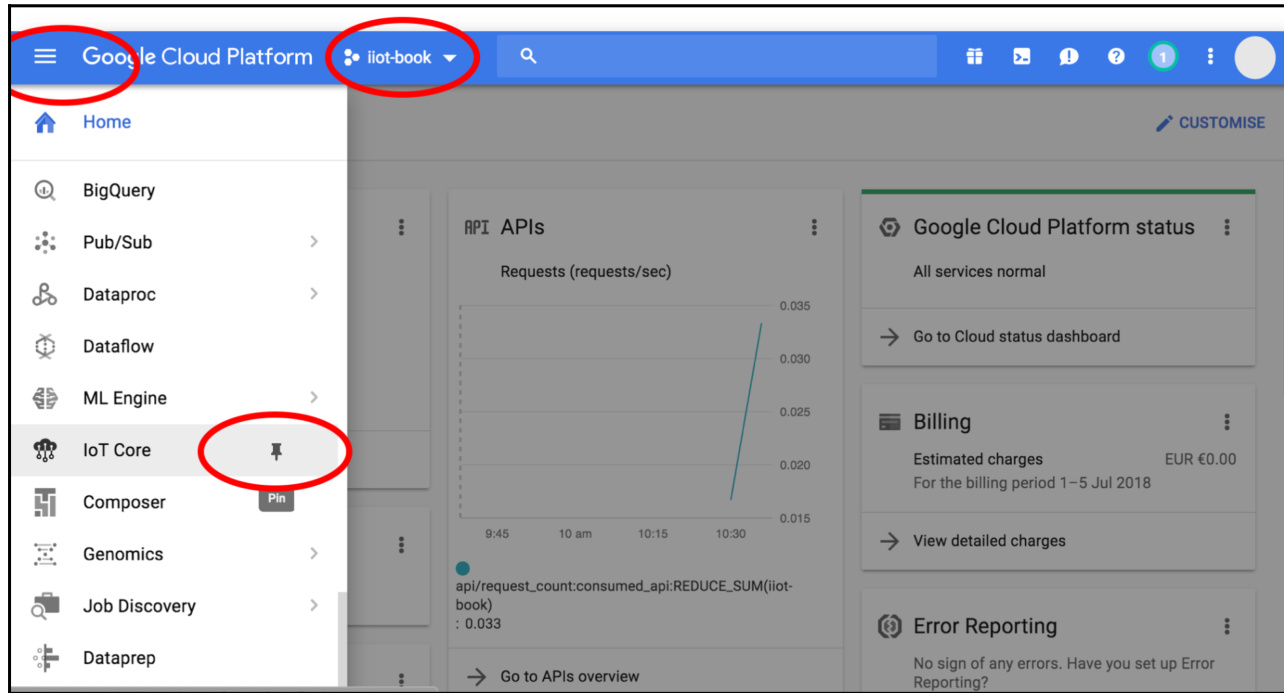 Google Cloud Platform
iiot-book
1
Home
CUSTOMISE
BigQuery
Pub/Sub
Dataproc
Dataflow
ML Engine
IoT Core
Pin
Composer
Genomics
Job Discovery
Dataprep
API APIs
Requests (requests/sec)
0.035
0.030
0.025
0.020
0.015
9:45 10 am 10:15 10:30
api/request_count:consumed_api:REDUCE_SUM(iiot-
book)
: 0.033
Go to APIs overview
Google Cloud Platform status
All services normal
Go to Cloud status dashboard
Billing
Estimated charges EUR €0.00
For the billing period 1–5 Jul 2018
View detailed charges
Error Reporting
No sign of any errors. Have you set up Error
Reporting?